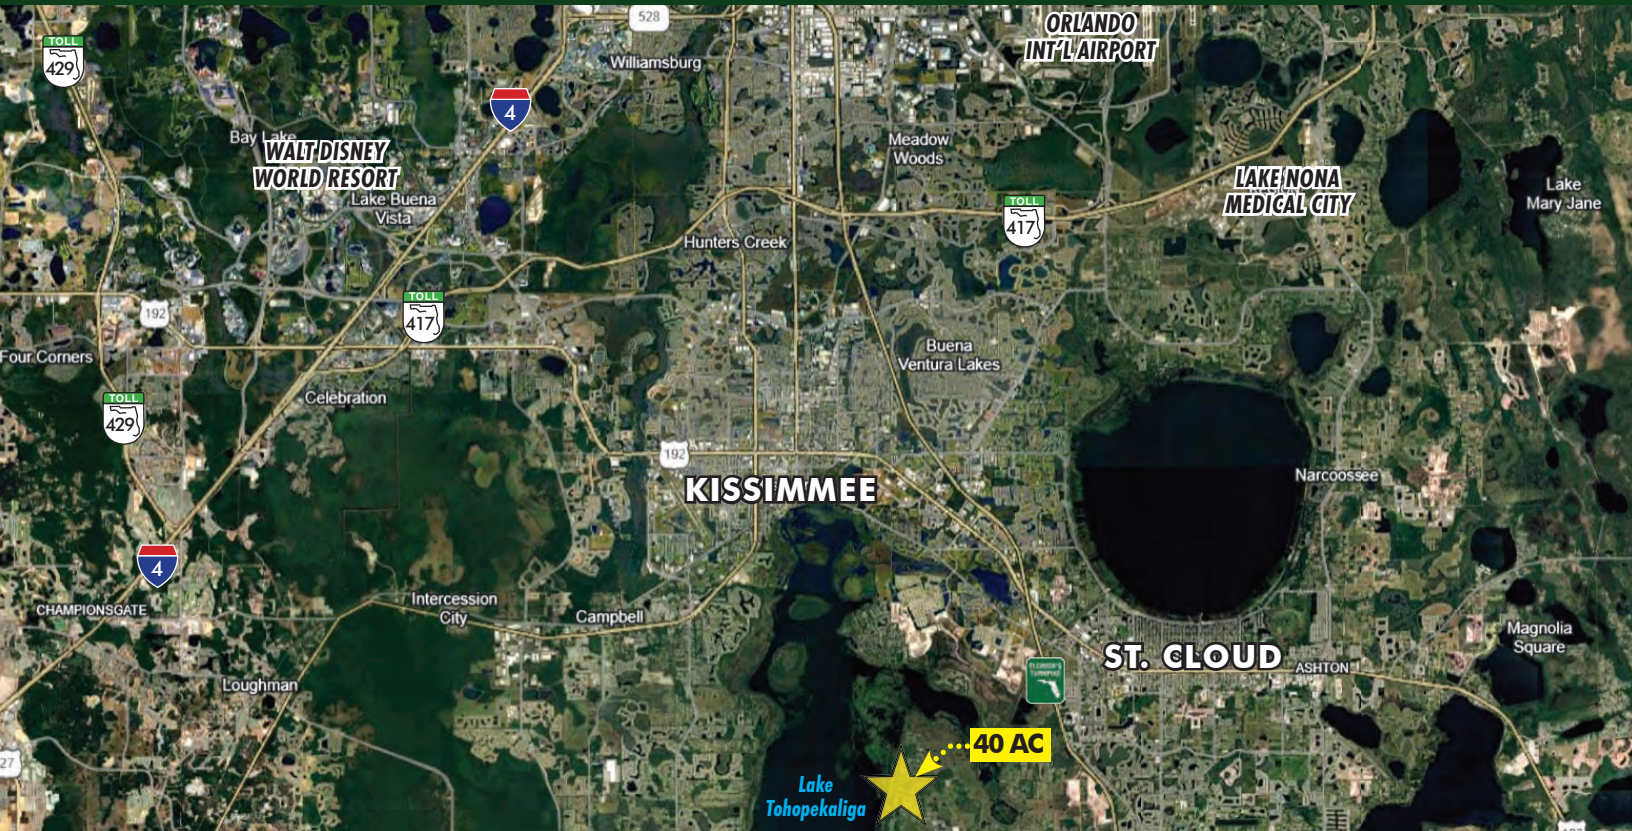 528
ORLANDO
INT'L AIRPORT
TOLL
429
Williamsburg
4
Bay Lake
WALT DISNEY
WORLD RESORT
Meadow
Woods
LAKE NONA
MEDICAL CITY
Lake
Mary Jane
Lake Buena
Vista
TOLL
417
Hunters Creek
TOLL
417
192
Four Corners
Buena
Ventura Lakes
Celebration
TOLL
429
192
KISSIMMEE
Narcoossee
4
CHAMPIONSGATE
Intercession
City
Campbell
Magnolia
Square
ST. CLOUD
ASHTON
FLORIDA'S
TURNPIKE
Loughman
40 AC
27
Lake
Tohopekaliga
192